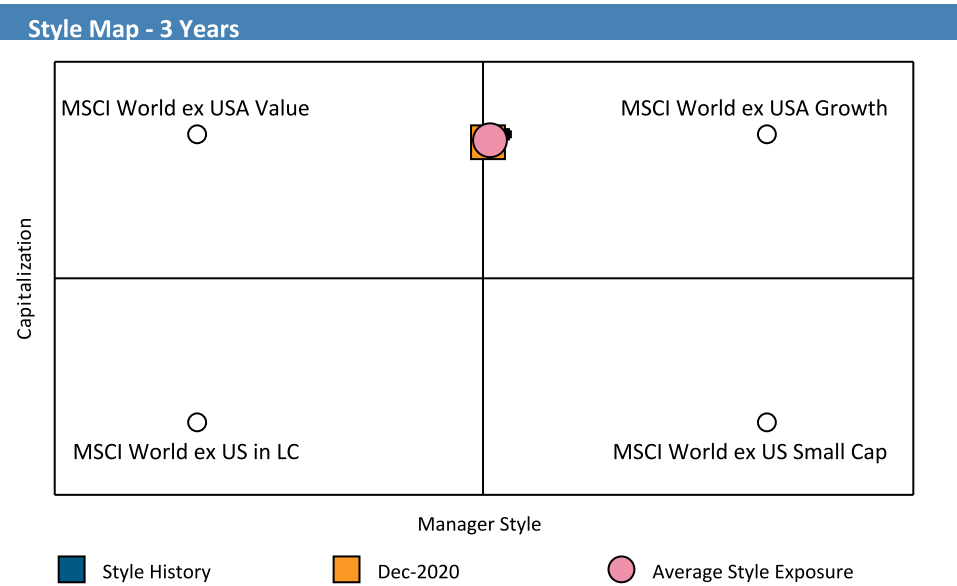 Style Map - 3 Years
MSCI World ex USA Value
MSCI World ex USA Growth
Capitalization
MSCI World ex US in LC
MSCI World ex US Small Cap
Manager Style
Style History
Dec-2020
Average Style Exposure